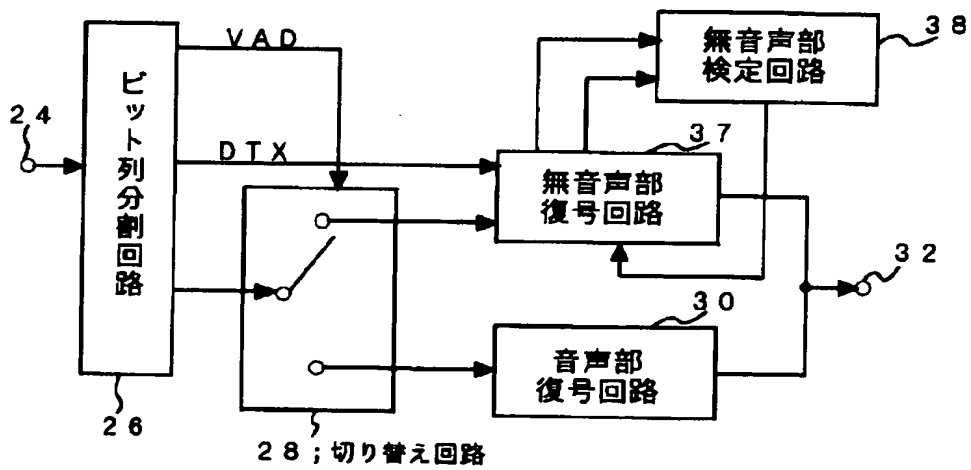 VAD
無音声部
検定回路
38
24
ビット列分割回路
DTX
37
無音声部
復号回路
32
30
音声部
復号回路
26
28;切り替え回路